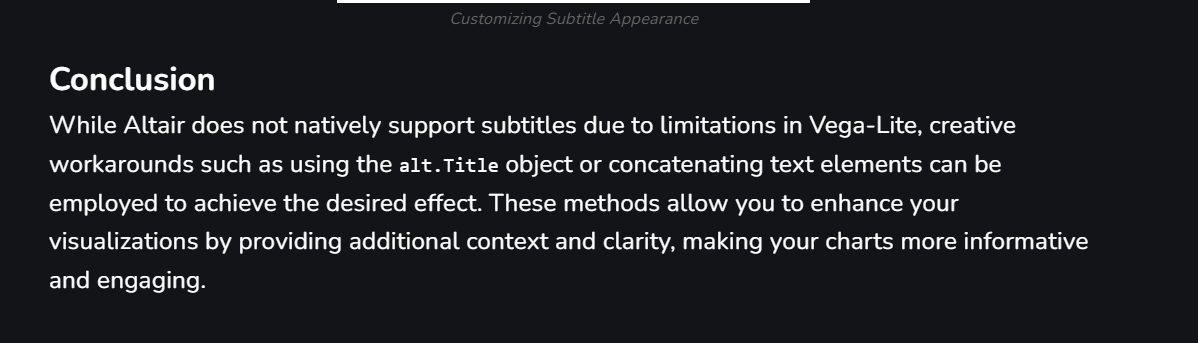 Customizing Subtitle Appearance
Conclusion
While Altair does not natively support subtitles due to limitations in Vega-Lite, creative
workarounds such as using the alt.Title object or concatenating text elements can be
employed to achieve the desired effect. These methods allow you to enhance your
visualizations by providing additional context and clarity, making your charts more informative
and engaging.